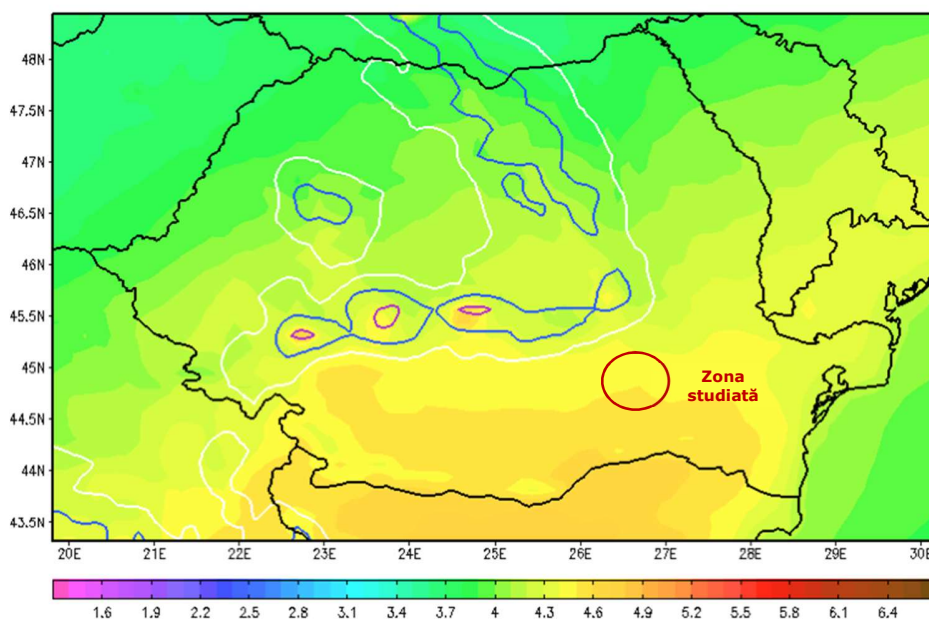 48N
47.5N
47N
46.5N
46N
45.5N
45N
44.5N
44N
43.5N
Zona
studiată
20E 21E 22E 23E 24E 25E 26E 27E 28E 29E 30E
1.6 1.9 2.2 2.5 2.8 3.1 3.4 3.7 4 4.3 4.6 4.9 5.2 5.5 5.8 6.1 6.4